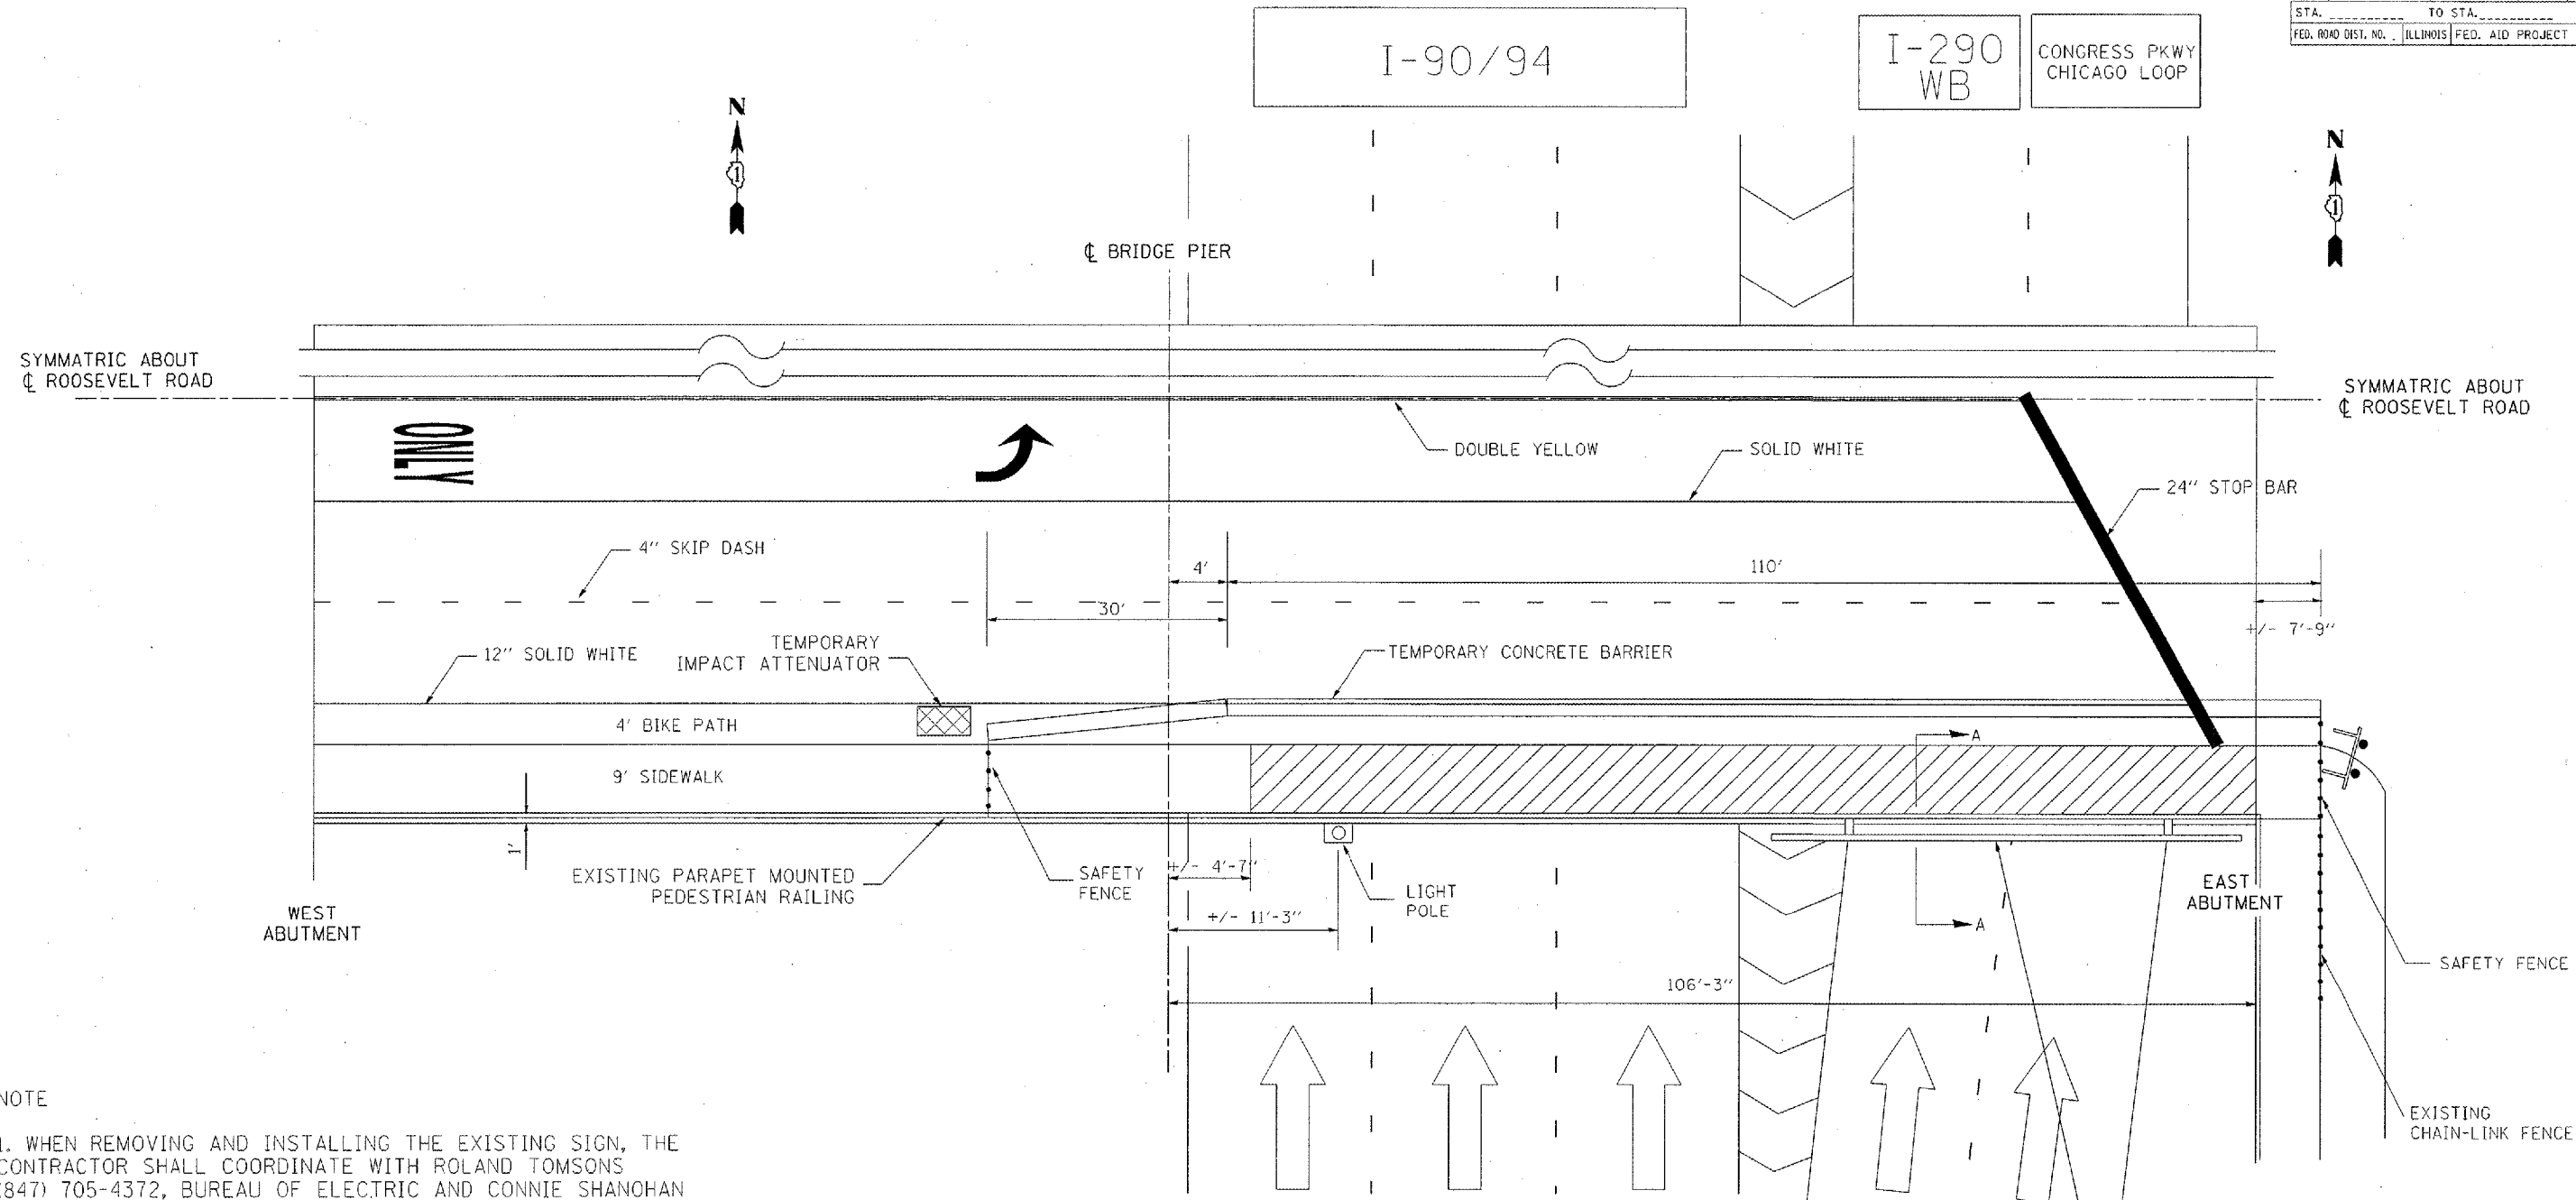 STA. __________ TO STA. __________
FED. ROAD DIST. NO. . ILLINOIS FED. AID PROJECT
I-90/94
I-290
WB
CONGRESS PKWY
CHICAGO LOOP
N
1
N
1
℄ BRIDGE PIER
SYMMATRIC ABOUT
℄ ROOSEVELT ROAD
SYMMATRIC ABOUT
℄ ROOSEVELT ROAD
ONLY
DOUBLE YELLOW
SOLID WHITE
24" STOP BAR
4" SKIP DASH
4'
110'
30'
+/- 7'-9"
12" SOLID WHITE
TEMPORARY
IMPACT ATTENUATOR
TEMPORARY CONCRETE BARRIER
4' BIKE PATH
A
9' SIDEWALK
1'
EXISTING PARAPET MOUNTED
PEDESTRIAN RAILING
SAFETY
FENCE
+/- 4'-7"
+/- 11'-3"
LIGHT
POLE
A
EAST
ABUTMENT
WEST
ABUTMENT
SAFETY FENCE
106'-3"
EXISTING
CHAIN-LINK FENCE
NOTE
1. WHEN REMOVING AND INSTALLING THE EXISTING SIGN, THE
CONTRACTOR SHALL COORDINATE WITH ROLAND TOMSONS
(847) 705-4372, BUREAU OF ELECTRIC AND CONNIE SHANOHAN